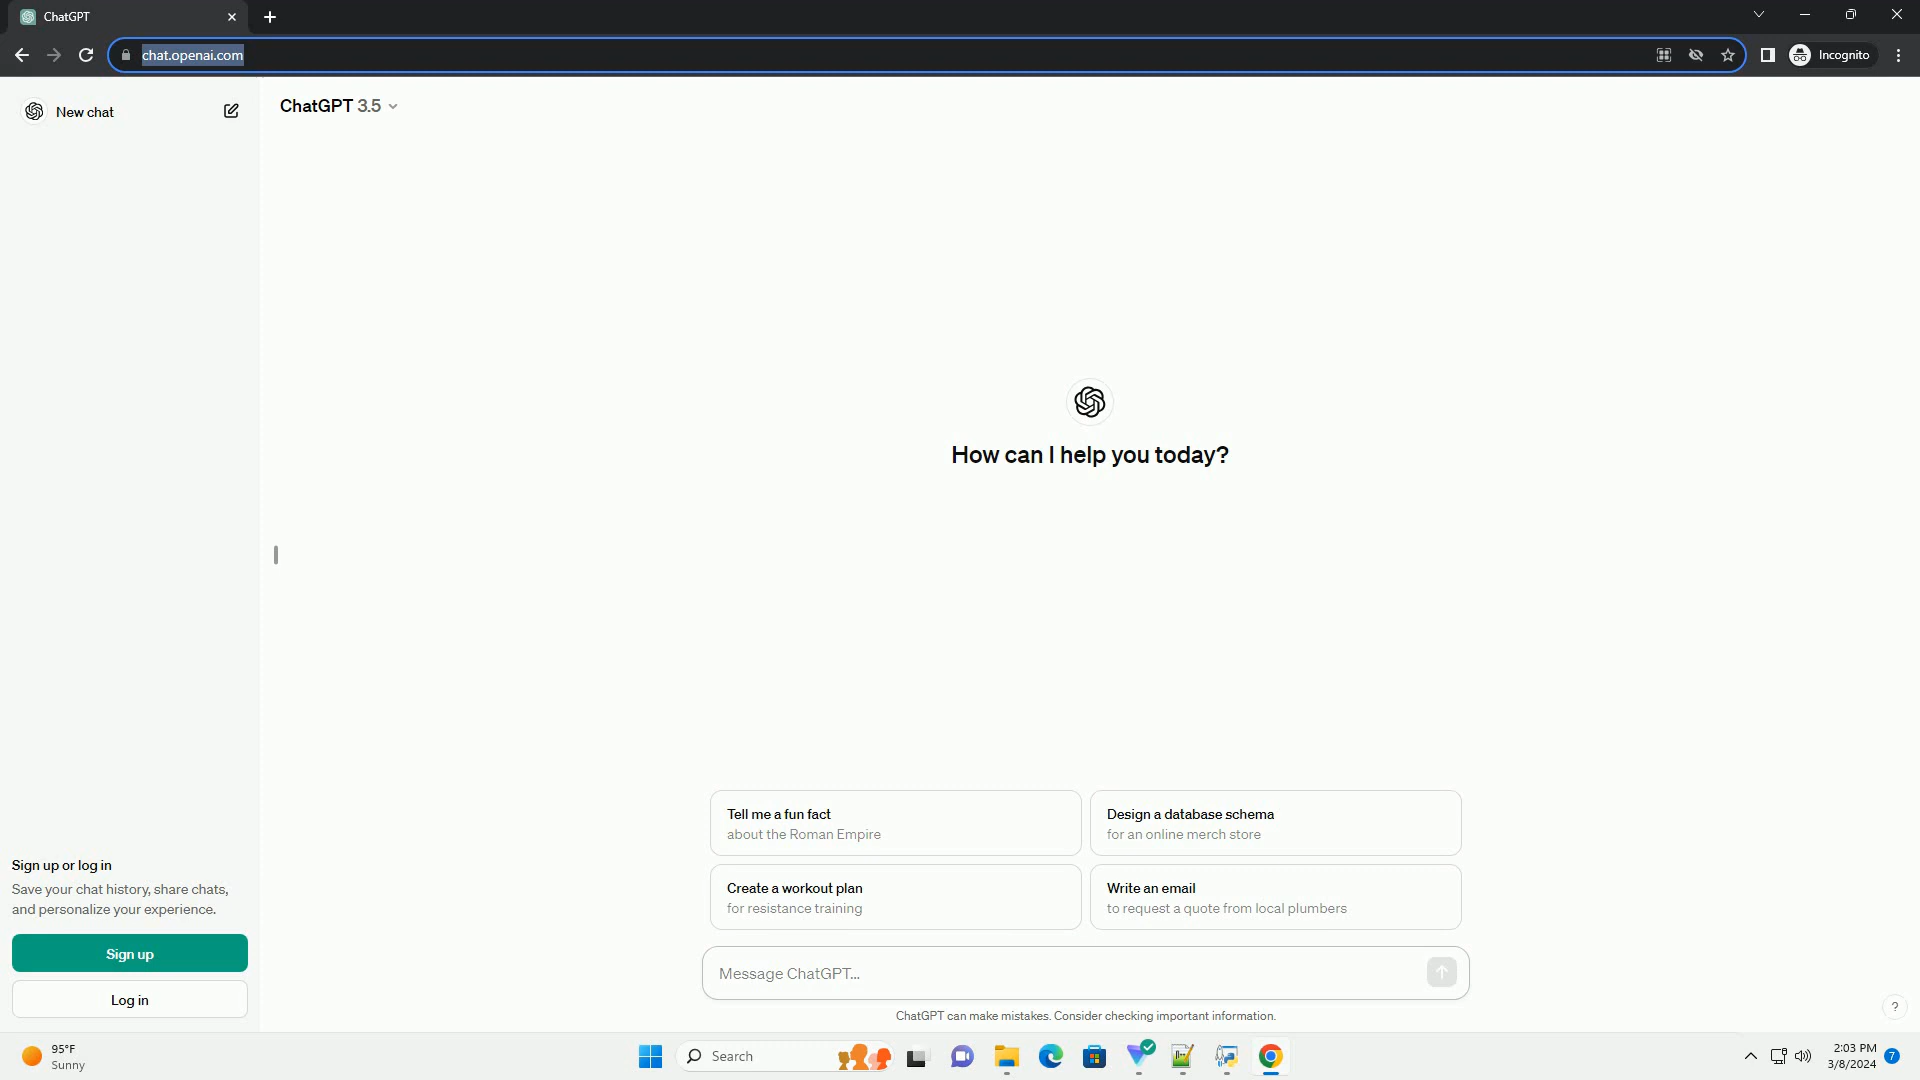 ChatGPT
chat.openai.com
Incognito
New chat
ChatGPT 3.5
How can I help you today?
Tell me a fun fact
about the Roman Empire
Design a database schema
for an online merch store
Create a workout plan
for resistance training
Write an email
to request a quote from local plumbers
Sign up or log in
Save your chat history, share chats,
and personalize your experience.
Sign up
Log in
Message ChatGPT...
ChatGPT can make mistakes. Consider checking important information.
?
95°F
Sunny
Search
2:03 PM
3/8/2024
7